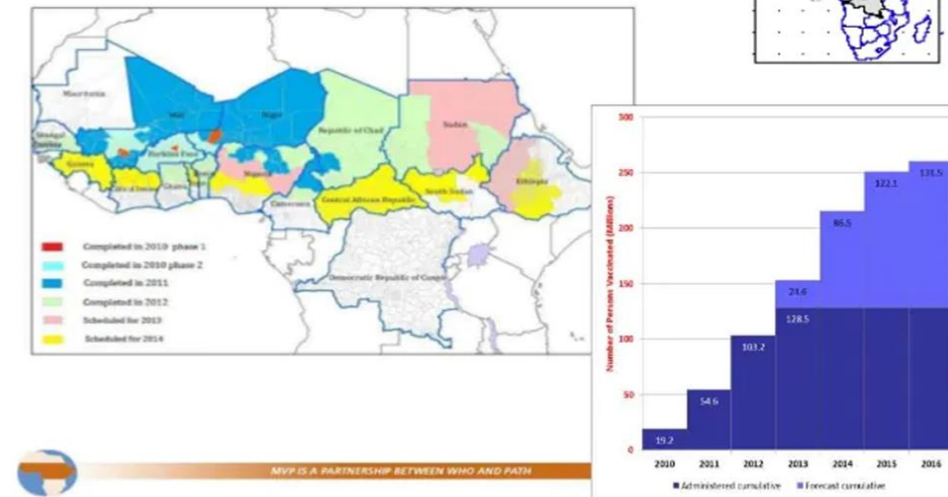 Mauritania
Mali
Niger
Republic of Chad
Sudan
Senegal
Burkina Faso
Guinea
Nigeria
Côte d'Ivoire
Ghana
Ethiopia
South Sudan
Central African Republic
Cameroon
Democratic Republic of Congo
Completed in 2010 phase 1
Completed in 2010 phase 2
Completed in 2011
Completed in 2012
Scheduled for 2013
Scheduled for 2014
MVP IS A PARTNERSHIP BETWEEN WHO AND PATH
Number of Persons Vaccinated (Millions)
300
250
200
150
100
50
0
19.2
54.6
103.2
128.5
24.6
86.5
122.1
131.5
2010 2011 2012 2013 2014 2015 2016
Administered cumulative Forecast cumulative